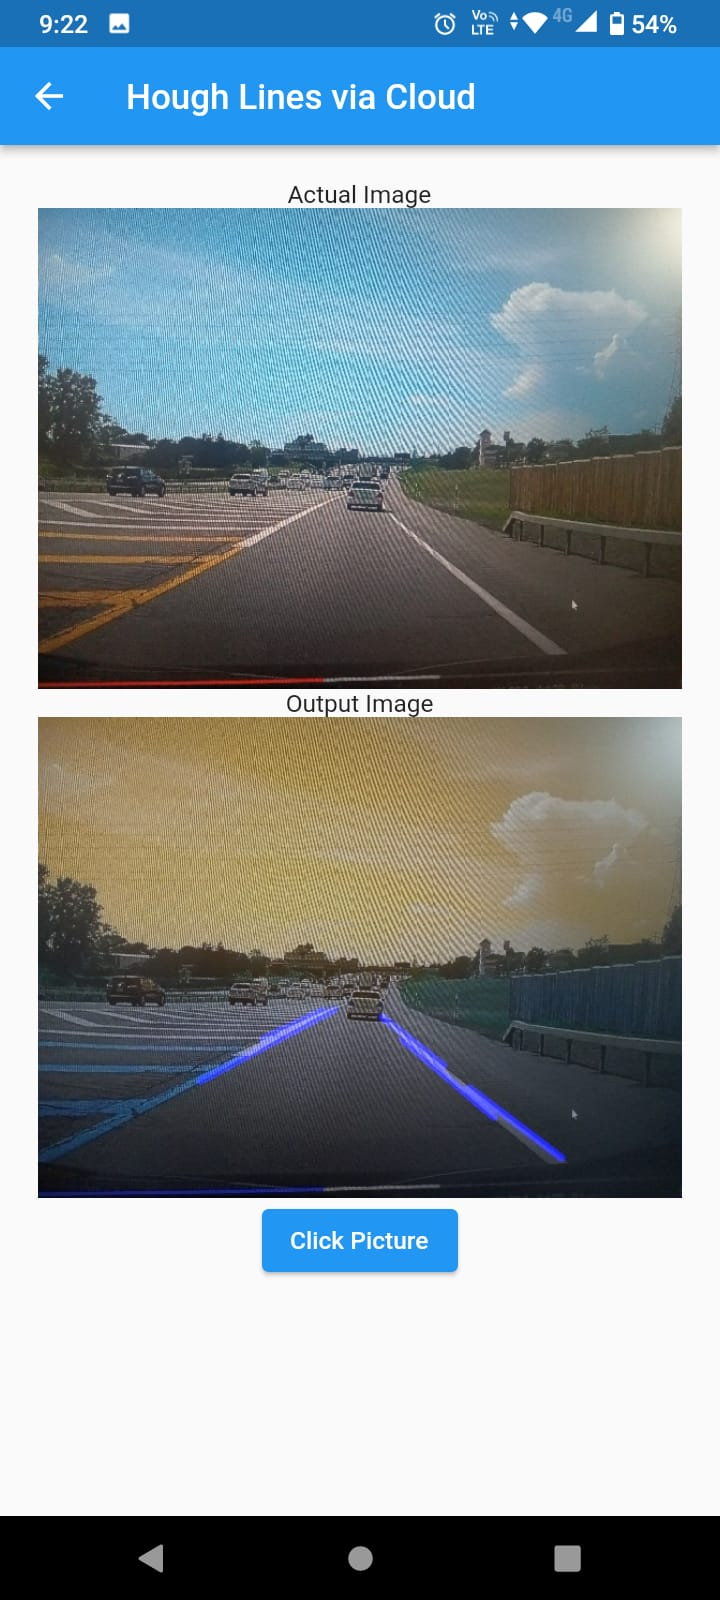 9:22 Vo LTE 4G 54%
Hough Lines via Cloud
Actual Image
Output Image
Click Picture